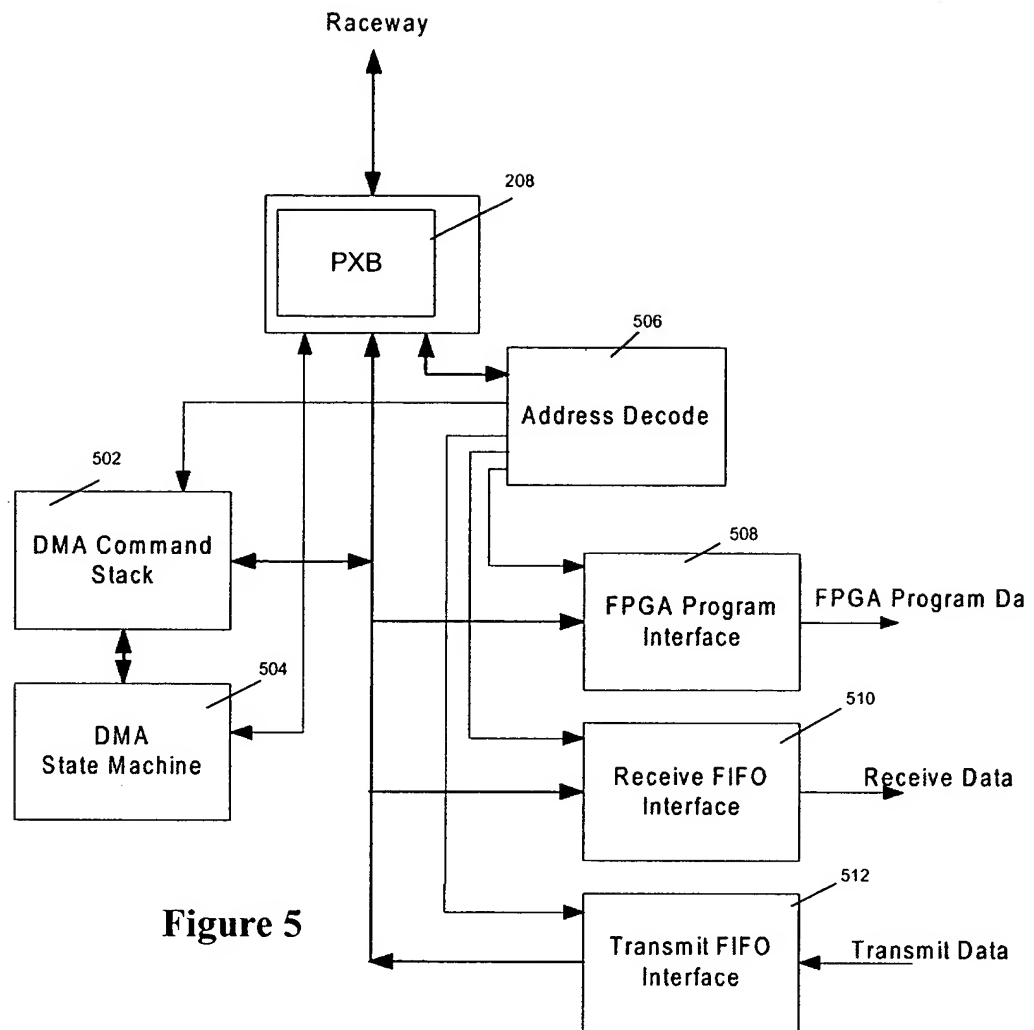 Raceway
208
PXB
506
Address Decode
502
DMA Command
Stack
508
FPGA Program
Interface
FPGA Program Da
504
DMA
State Machine
510
Receive FIFO
Interface
Receive Data
512
Transmit FIFO
Interface
Transmit Data
Figure 5